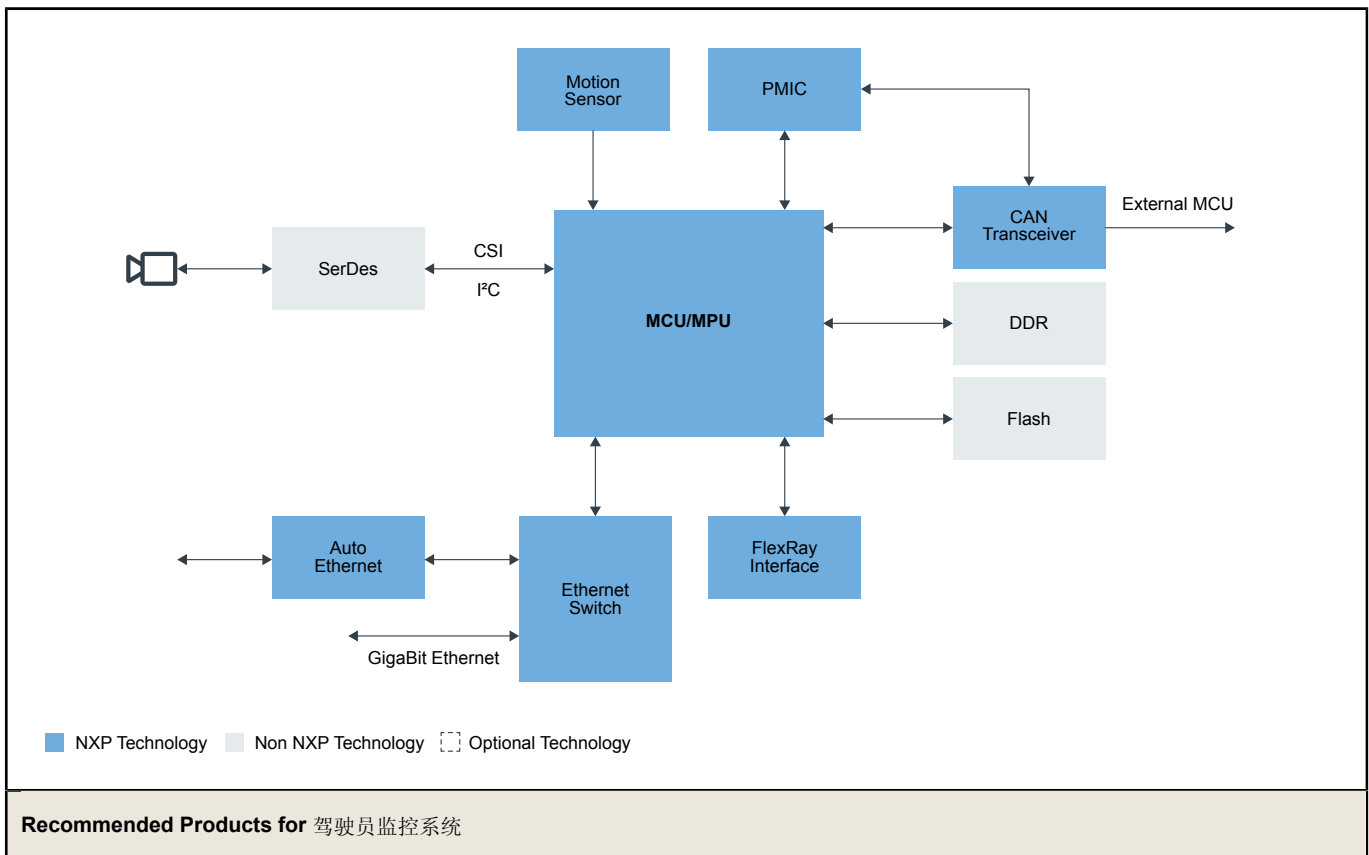 Motion
Sensor
PMIC
CAN
Transceiver
External MCU
SerDes
CSI
I²C
MCU/MPU
DDR
Flash
Auto
Ethernet
Ethernet
Switch
FlexRay
Interface
GigaBit Ethernet
NXP Technology
Non NXP Technology
Optional Technology
Recommended Products for 驾驶员监控系统